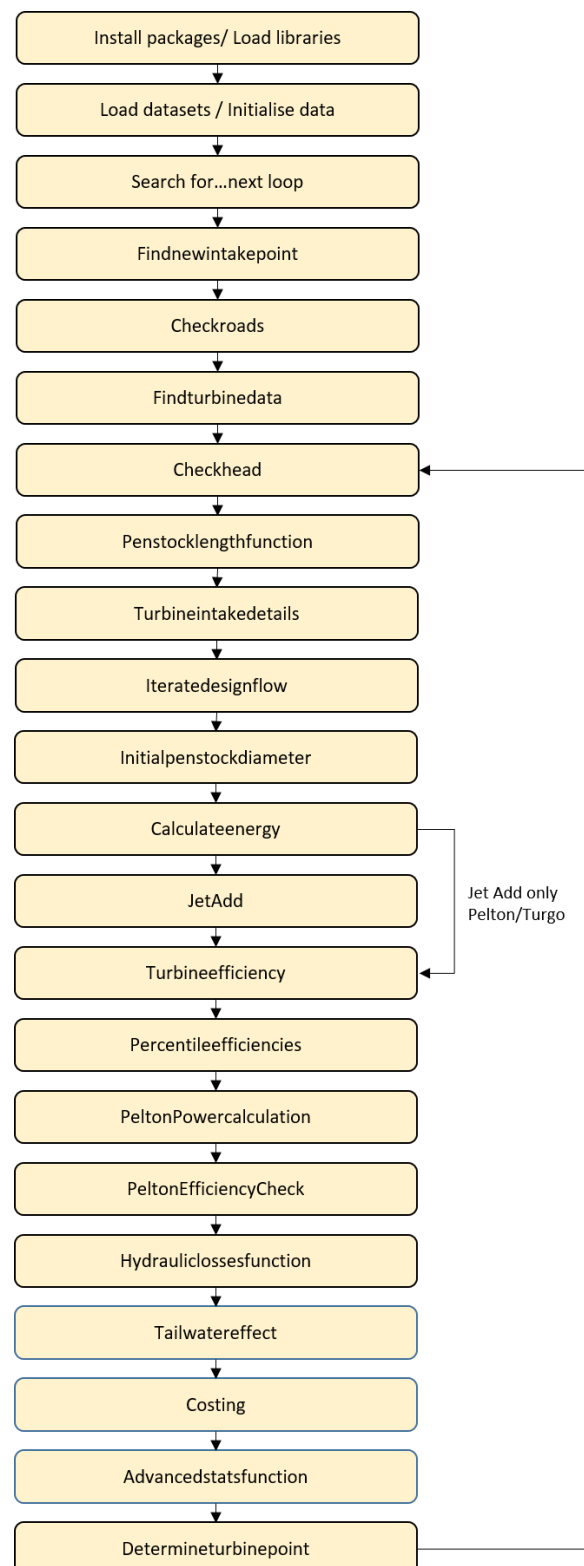 Install packages/ Load libraries
Load datasets / Initialise data
Search for...next loop
Findnewintakepoint
Checkroads
Findturbinedata
Checkhead
Penstocklengthfunction
Turbineintakedetails
Iteratedesignflow
Initialpenstockdiameter
Calculateenergy
JetAdd
Jet Add only
Pelton/Turgo
Turbineefficiency
Percentileefficiencies
PeltonPowercalculation
PeltonEfficiencyCheck
Hydrauliclossesfunction
Tailwatereffect
Costing
Advancedstatsfunction
Determineturbinepoint